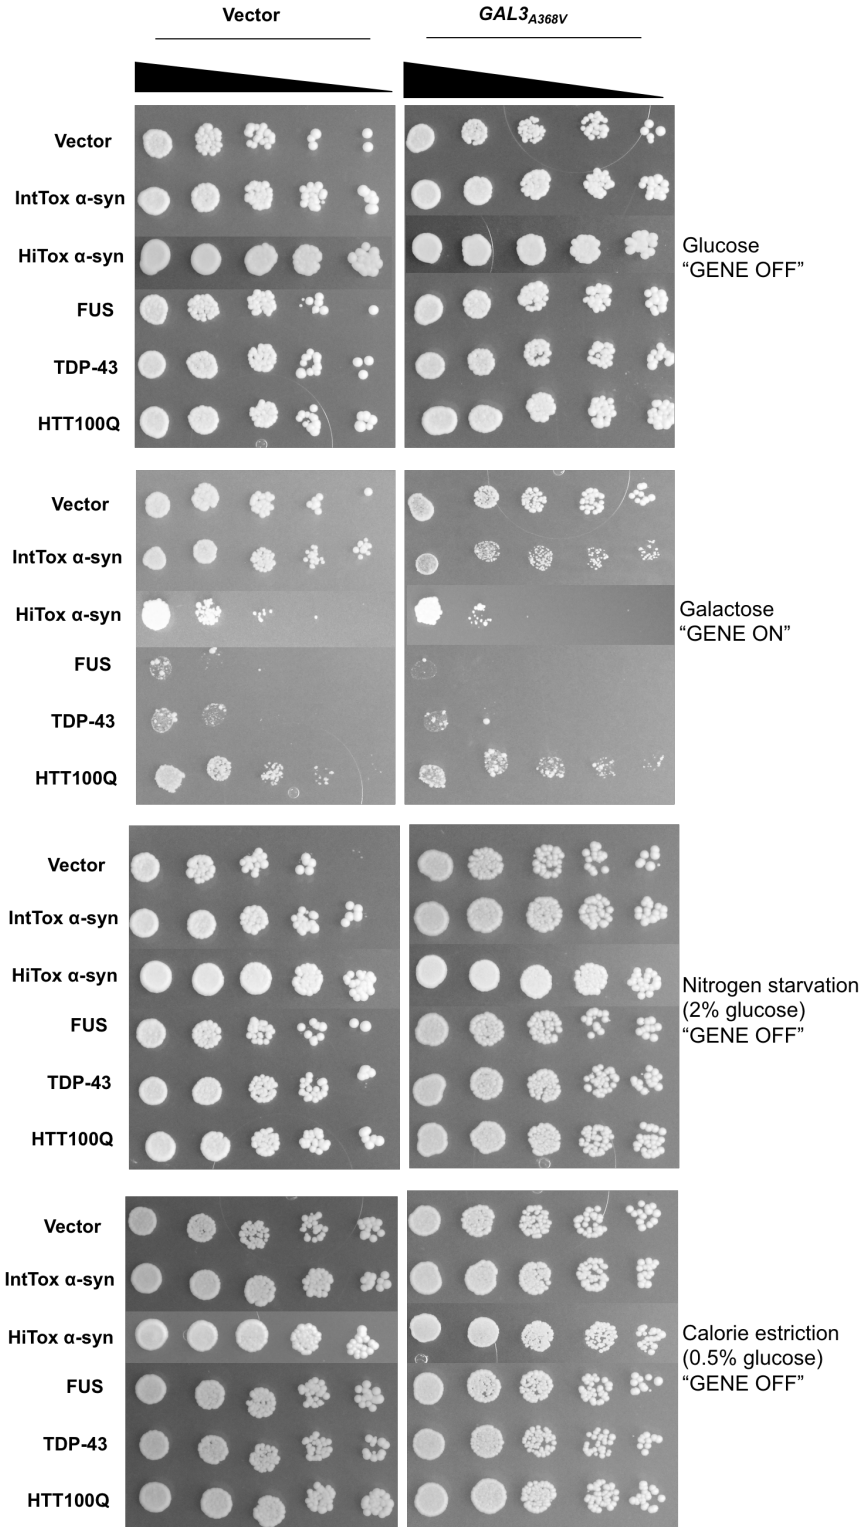 Vector
GAL3A368V
Vector
IntTox α-syn
HiTox α-syn
FUS
TDP-43
HTT100Q
Glucose
“GENE OFF”
Vector
IntTox α-syn
HiTox α-syn
FUS
TDP-43
HTT100Q
Galactose
“GENE ON”
Vector
IntTox α-syn
HiTox α-syn
FUS
TDP-43
HTT100Q
Nitrogen starvation
(2% glucose)
“GENE OFF”
Vector
IntTox α-syn
HiTox α-syn
FUS
TDP-43
HTT100Q
Calorie estriction
(0.5% glucose)
“GENE OFF”